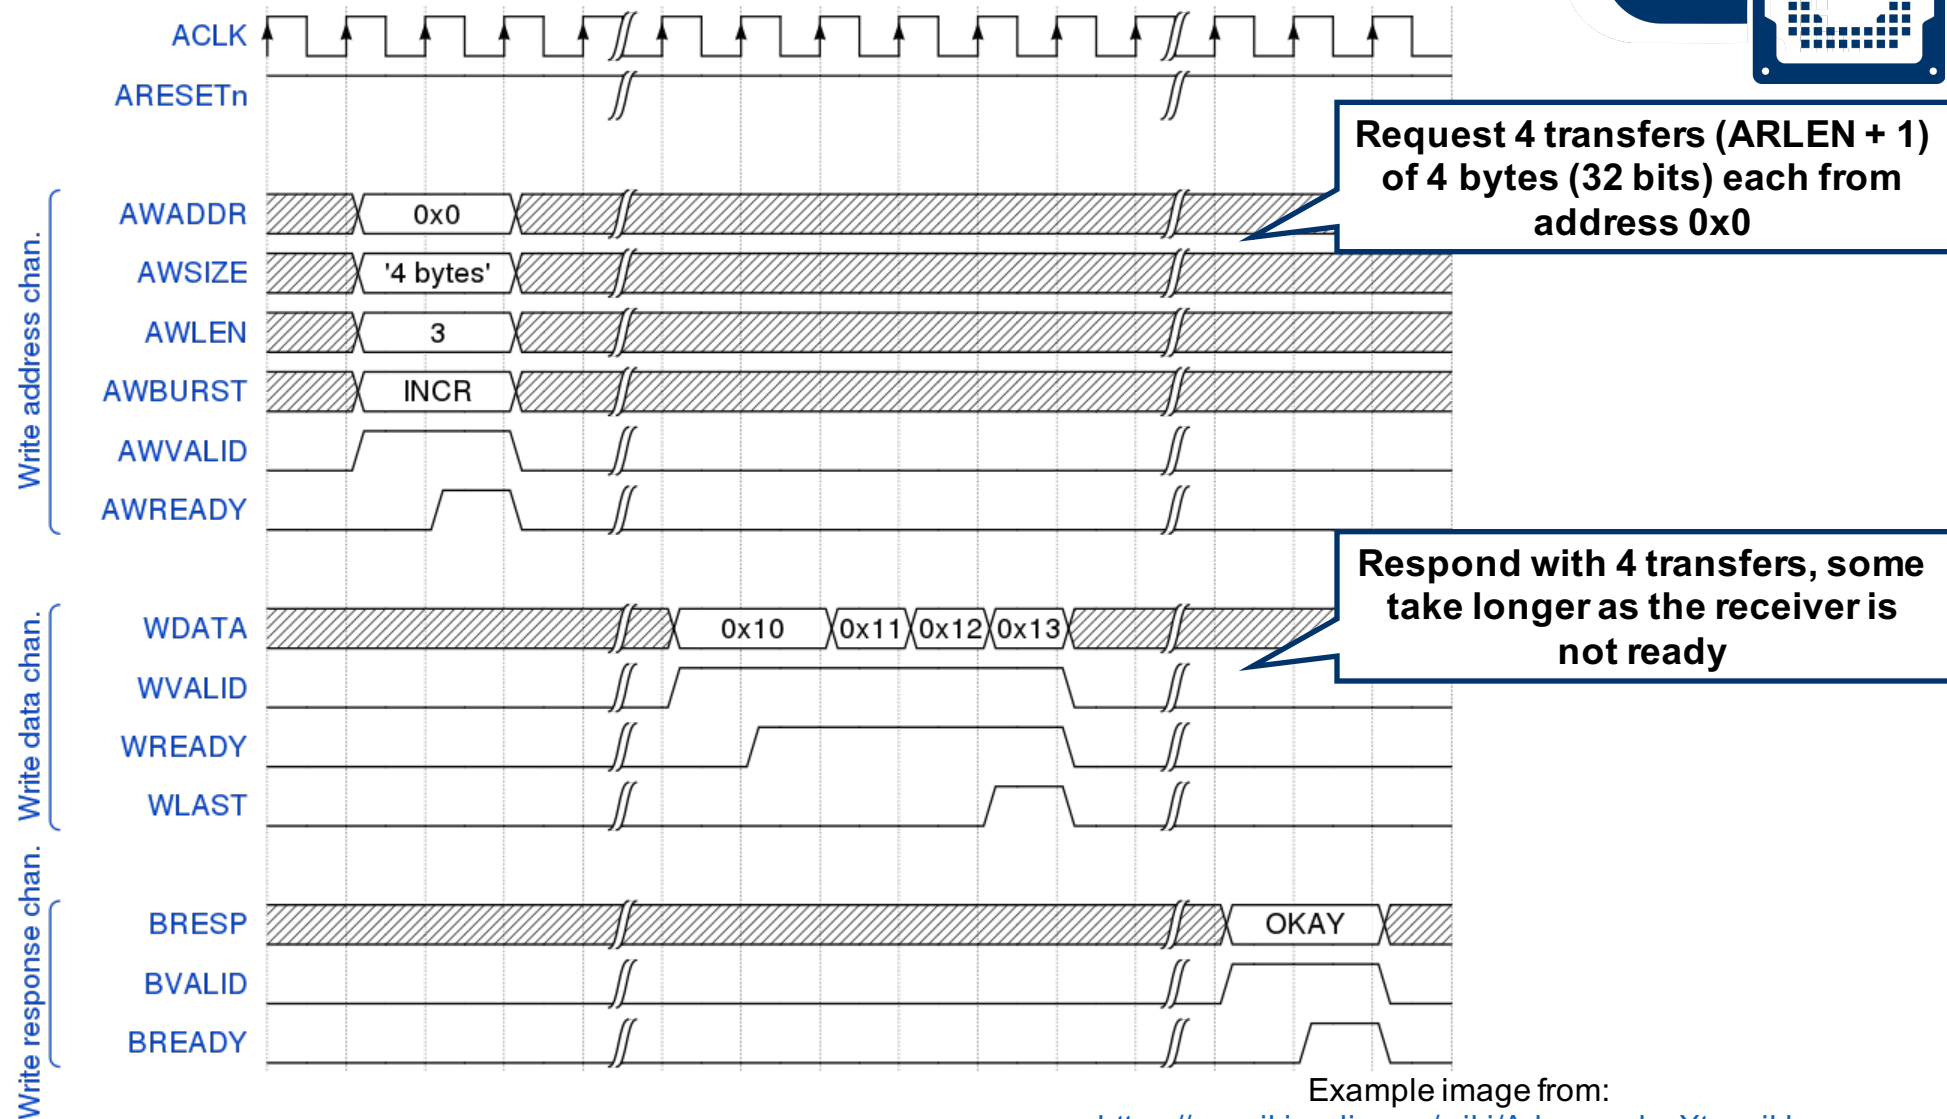 ACLK
ARESETn
Request 4 transfers (ARLEN + 1)
of 4 bytes (32 bits) each from
address 0x0
Write address chan.
AWADDR 0x0
AWSIZE '4 bytes'
AWLEN 3
AWBURST INCR
AWVALID
AWREADY
Respond with 4 transfers, some
take longer as the receiver is
not ready
Write data chan.
WDATA 0x10 0x11 0x12 0x13
WVALID
WREADY
WLAST
Write response chan.
BRESP OKAY
BVALID
BREADY
Example image from: